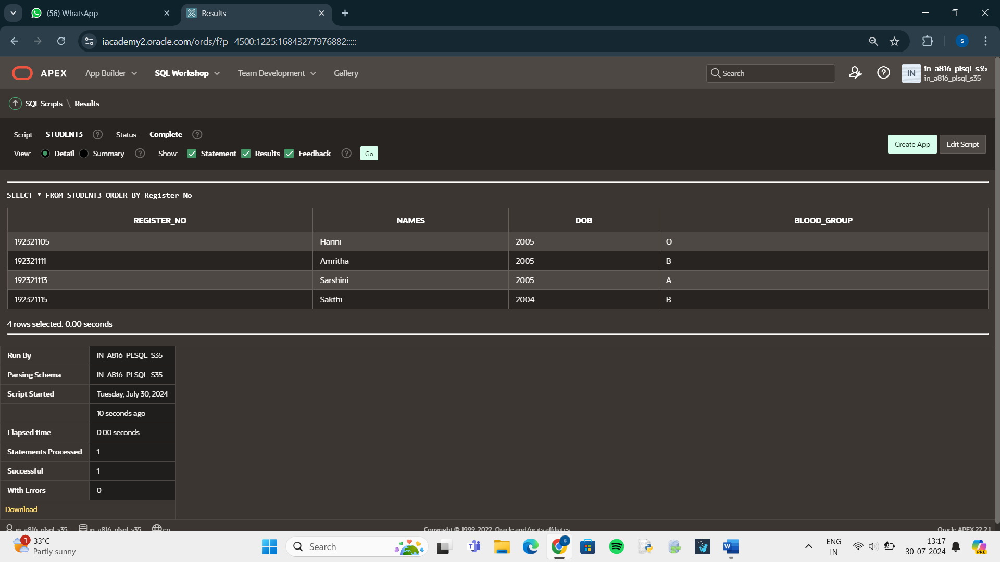 (56) WhatsApp
Results
iacademy2.oracle.com/ords/f?p=4500:1225:16843277976882:::::
S
APEX
App Builder
SQL Workshop
Team Development
Gallery
Search
IN
in_a816_plsql_s35
in_a816_plsql_s35
SQL Scripts \ Results
Script: STUDENT3 ? Status: Complete ?
View: Detail Summary ? Show: Statement Results Feedback ? Go
Create App
Edit Script
SELECT * FROM STUDENT3 ORDER BY Register_No
REGISTER_NO NAMES DOB BLOOD_GROUP
192321105 Harini 2005 O
192321111 Amritha 2005 B
192321113 Sarshini 2005 A
192321115 Sakthi 2004 B
4 rows selected. 0.00 seconds
Run By IN_A816_PLSQL_S35
Parsing Schema IN_A816_PLSQL_S35
Script Started Tuesday, July 30, 2024
10 seconds ago
Elapsed time 0.00 seconds
Statements Processed 1
Successful 1
With Errors 0
Download
in_a816_plsql_s35 in_a816_plsql_s35 en
Copyright © 1999, 2022, Oracle and/or its affiliates.
Oracle APEX 22.2.1
1
33°C
Partly sunny
Search
S
ENG
IN
13:17
30-07-2024
PRE